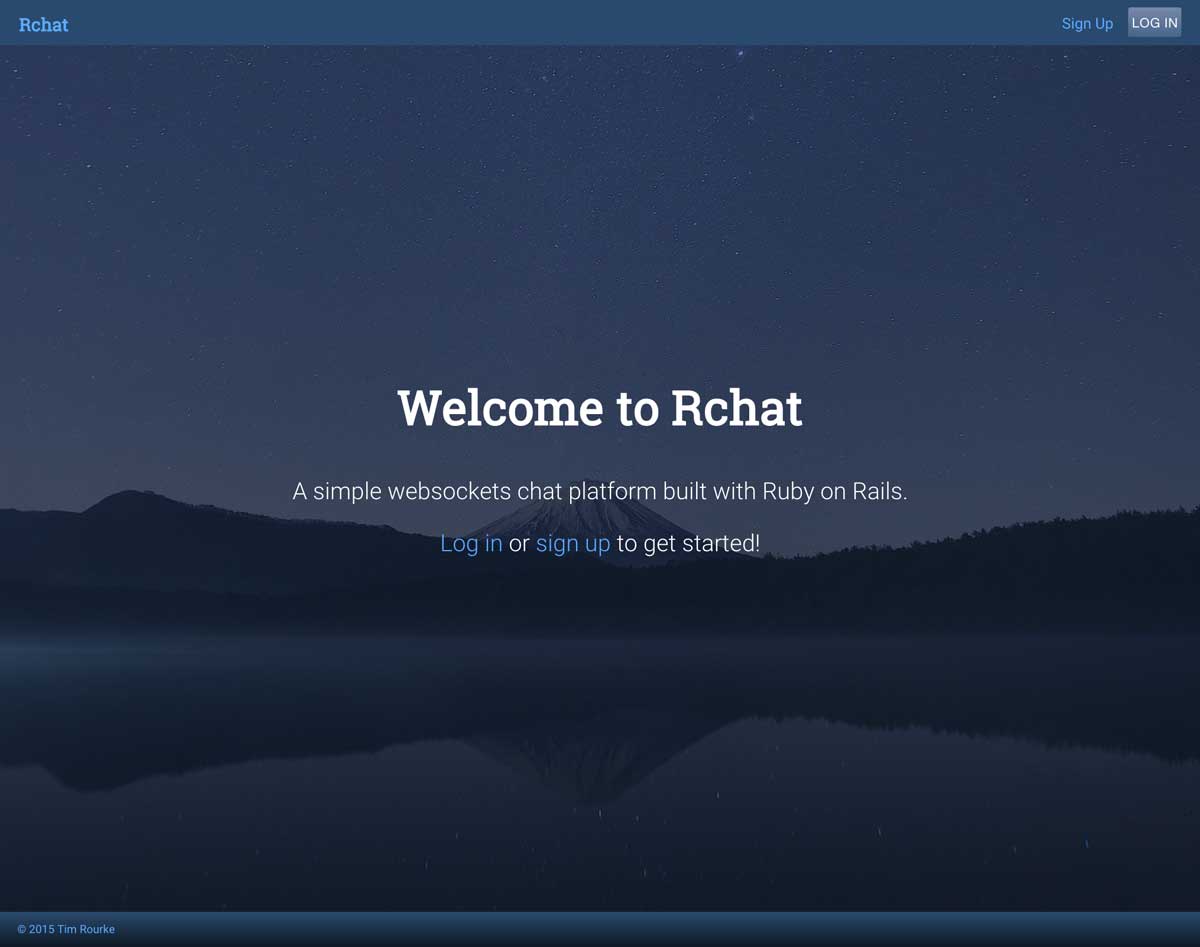 Rchat
Sign Up
LOG IN
Welcome to Rchat
A simple websockets chat platform built with Ruby on Rails.
Log in or sign up to get started!
© 2015 Tim Rourke